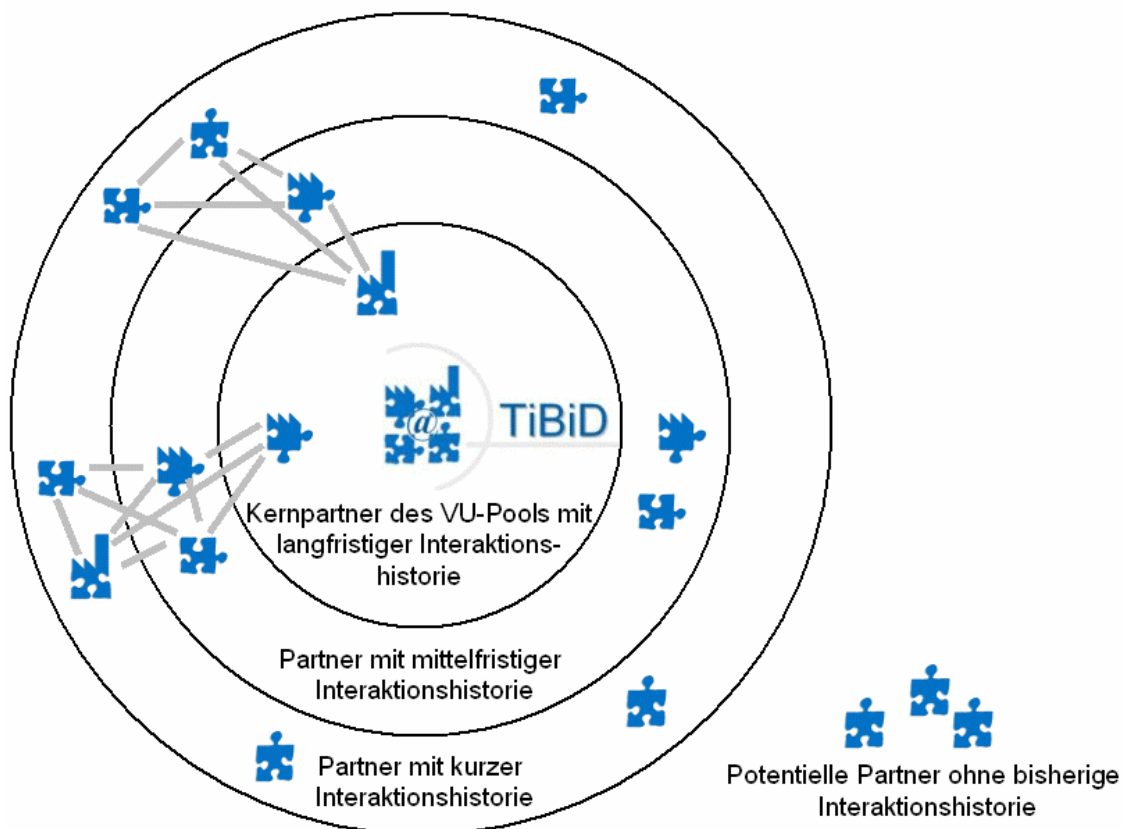 @ TiBiD
Kernpartner des VU-Pools mit
langfristiger Interaktions-
historie
Partner mit mittelfristiger
Interaktionshistorie
Partner mit kurzer
Interaktionshistorie
Potentielle Partner ohne bisherige
Interaktionshistorie